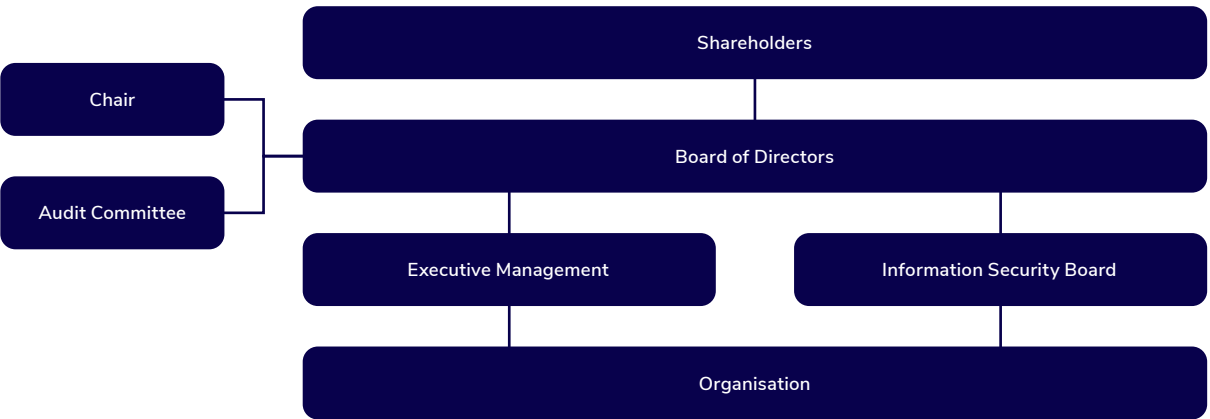 Shareholders
Chair
Board of Directors
Audit Committee
Executive Management
Information Security Board
Organisation